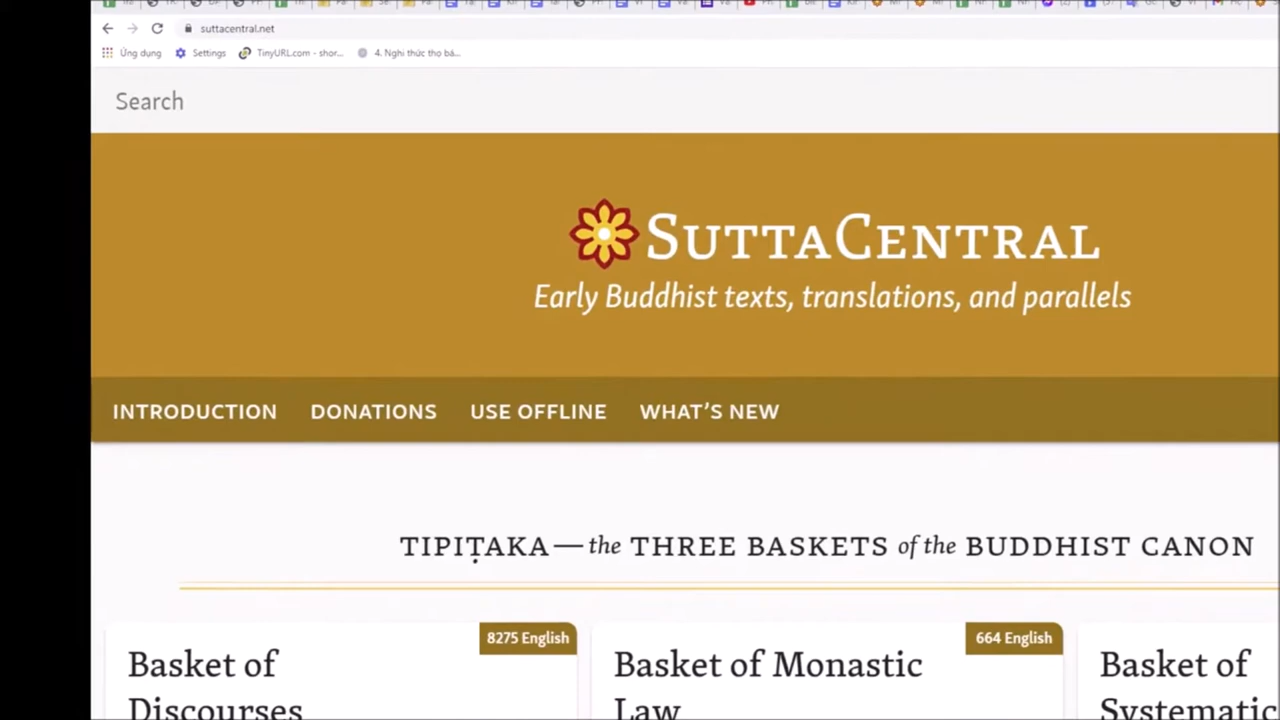 suttacentral.net
Ứng dụng Settings TinyURL.com - shor... 4. Nghi thức thọ bá...
Search
SUTTACENTRAL
Early Buddhist texts, translations, and parallels
INTRODUCTION DONATIONS USE OFFLINE WHAT'S NEW
TIPIṬAKA—the THREE BASKETS of the BUDDHIST CANON
8275 English
Basket of
Discourses
664 English
Basket of Monastic
Law
Basket of
Systematic